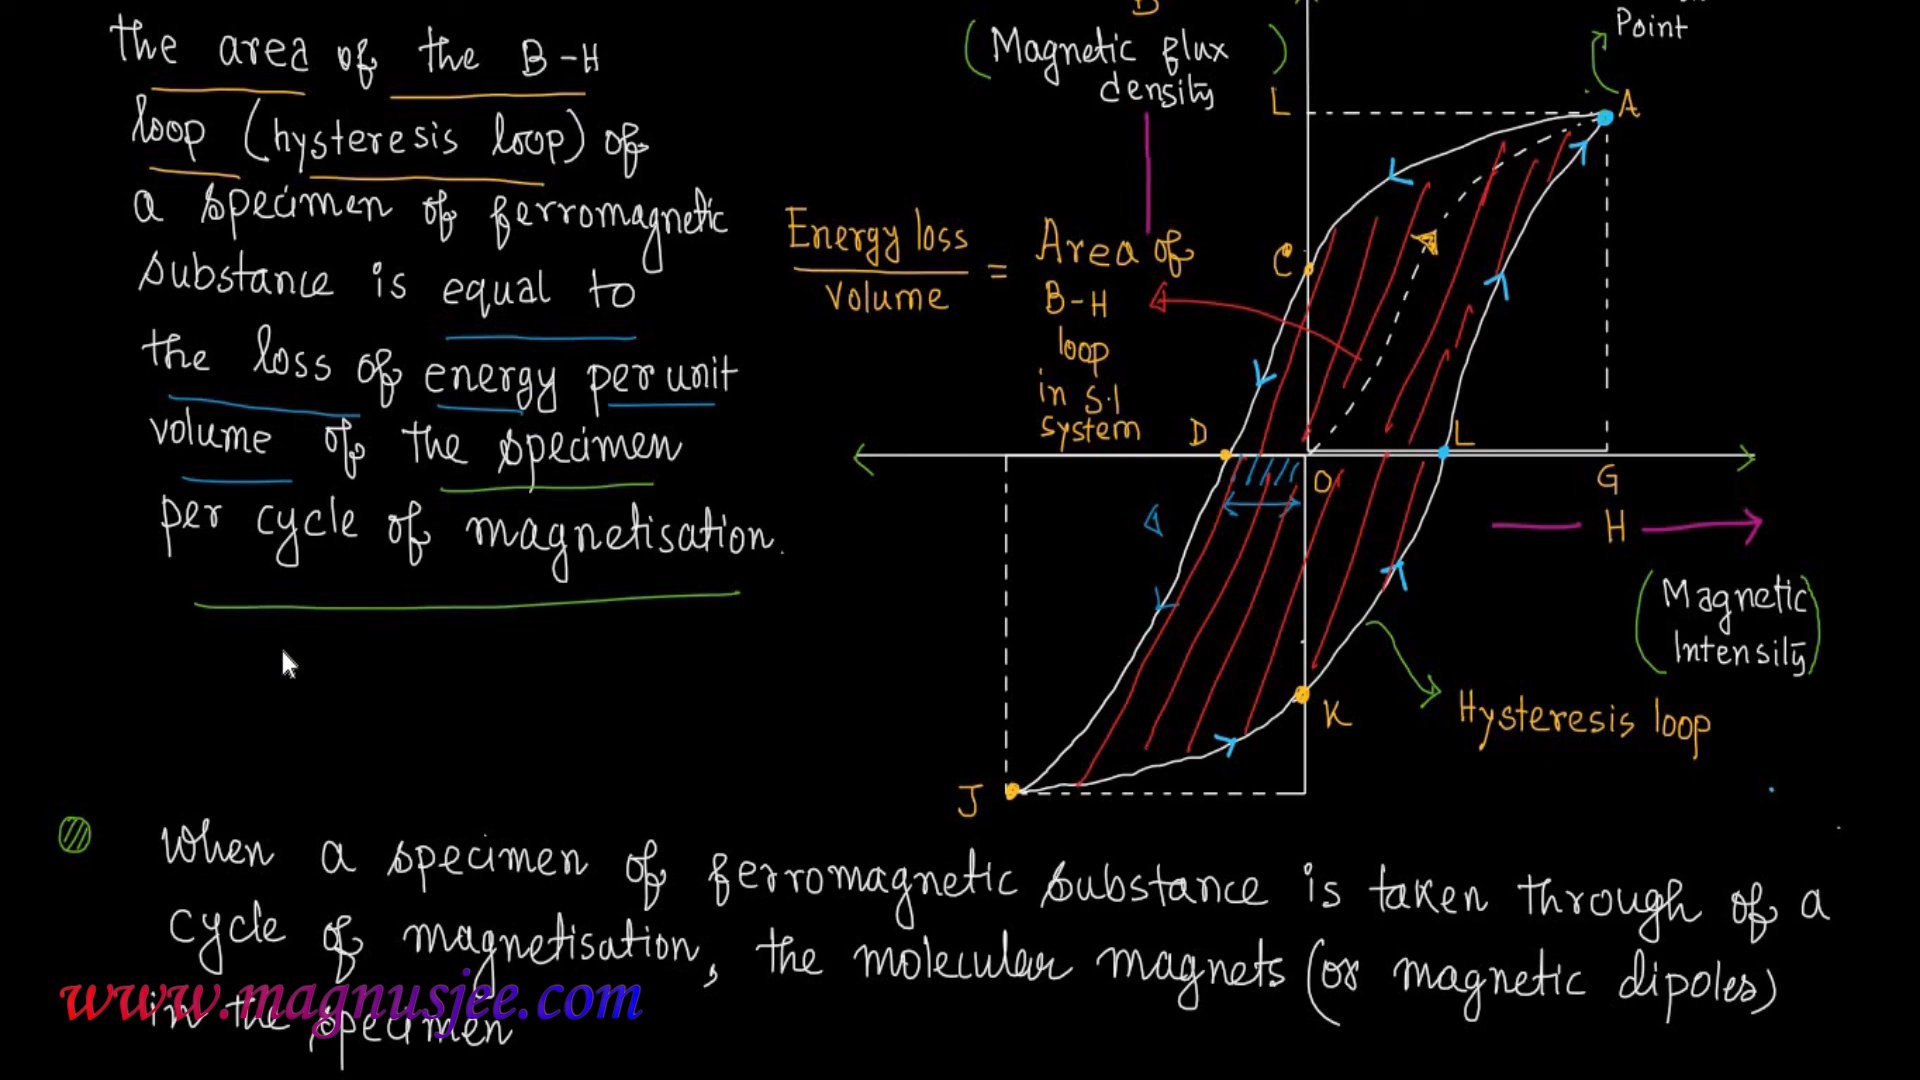 the area of the B-H
loop (hysteresis loop) of
a specimen of ferromagnetic
substance is equal to
the loss of energy per unit
volume of the specimen
per cycle of magnetisation.
B
(Magnetic flux
density)
Point
L
A
C
Energy loss
volume
=
Area of
B-H
loop
in S.I
system
D
L
O
G
H
(Magnetic
Intensity)
K
Hysteresis loop
J
When a specimen of ferromagnetic substance is taken through of a
cycle of magnetisation, the molecular magnets (or magnetic dipoles)
in the specimen
www.magnusjee.com